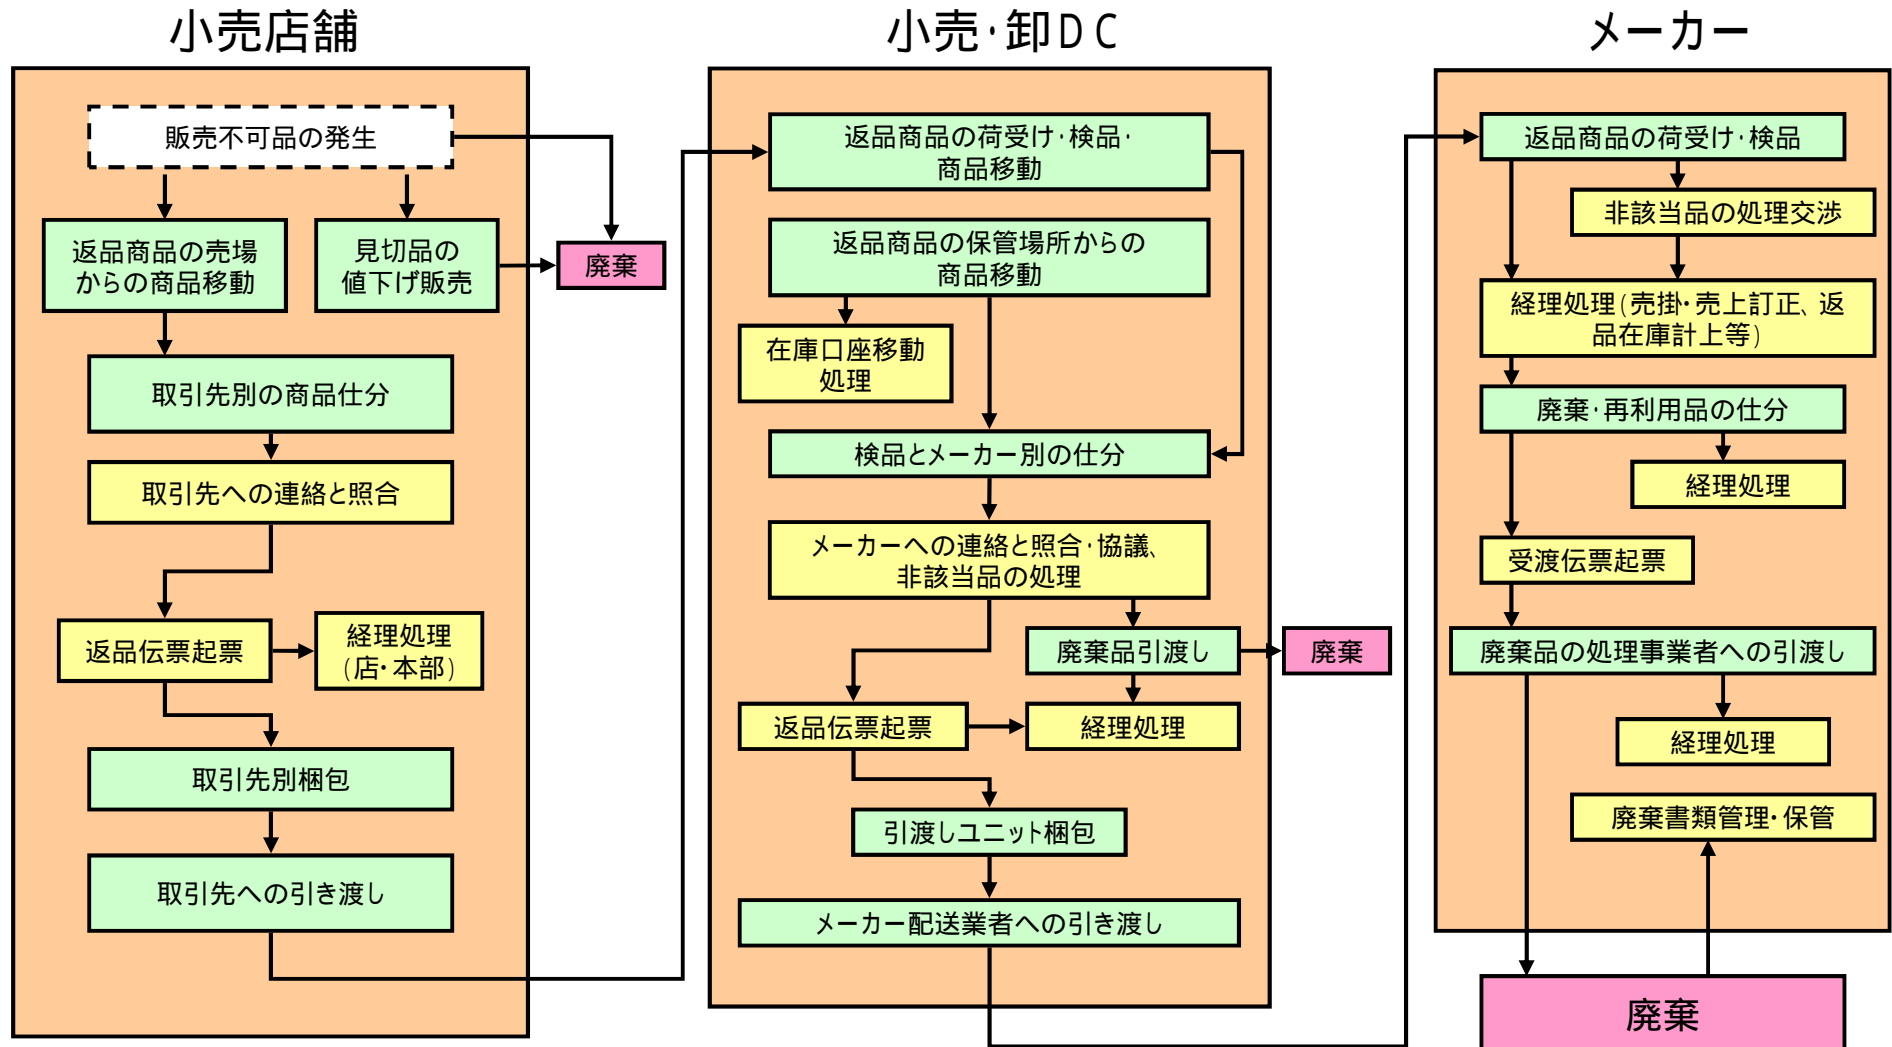 小売店舗
販売不可品の発生
返品商品の売場
からの商品移動
見切品の
値下げ販売
廃棄
取引先別の商品仕分
取引先への連絡と照合
返品伝票起票
経理処理
(店・本部)
取引先別梱包
取引先への引き渡し
小売・卸DC
返品商品の荷受け・検品・
商品移動
返品商品の保管場所からの
商品移動
在庫口座移動
処理
検品とメーカー別の仕分
メーカーへの連絡と照合・協議、
非該当品の処理
廃棄品引渡し
廃棄
返品伝票起票
経理処理
引渡しユニット梱包
メーカー配送業者への引き渡し
メーカー
返品商品の荷受け・検品
非該当品の処理交渉
経理処理(売掛・売上訂正、返
品在庫計上等)
廃棄・再利用品の仕分
経理処理
受渡伝票起票
廃棄品の処理事業者への引渡し
経理処理
廃棄書類管理・保管
廃棄